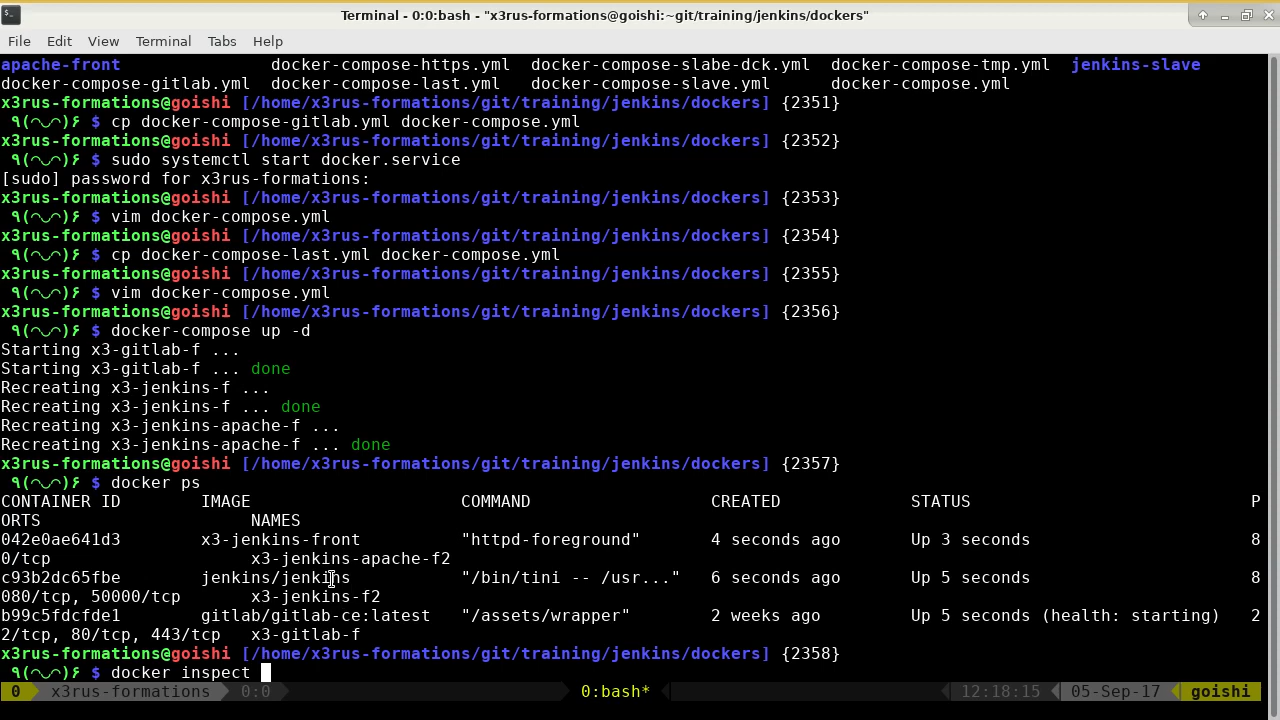 Terminal - 0:0:bash - "x3rus-formations@goishi:~git/training/jenkins/dockers"
File Edit View Terminal Tabs Help
apache-front docker-compose-https.yml docker-compose-slabe-dck.yml docker-compose-tmp.yml jenkins-slave
docker-compose-gitlab.yml docker-compose-last.yml docker-compose-slave.yml docker-compose.yml
x3rus-formations@goishi [/home/x3rus-formations/git/training/jenkins/dockers] {2351}
٩(◠◡◠)۶ $ cp docker-compose-gitlab.yml docker-compose.yml
x3rus-formations@goishi [/home/x3rus-formations/git/training/jenkins/dockers] {2352}
٩(◠◡◠)۶ $ sudo systemctl start docker.service
[sudo] password for x3rus-formations:
x3rus-formations@goishi [/home/x3rus-formations/git/training/jenkins/dockers] {2353}
٩(◠◡◠)۶ $ vim docker-compose.yml
x3rus-formations@goishi [/home/x3rus-formations/git/training/jenkins/dockers] {2354}
٩(◠◡◠)۶ $ cp docker-compose-last.yml docker-compose.yml
x3rus-formations@goishi [/home/x3rus-formations/git/training/jenkins/dockers] {2355}
٩(◠◡◠)۶ $ vim docker-compose.yml
x3rus-formations@goishi [/home/x3rus-formations/git/training/jenkins/dockers] {2356}
٩(◠◡◠)۶ $ docker-compose up -d
Starting x3-gitlab-f ...
Starting x3-gitlab-f ... done
Recreating x3-jenkins-f ...
Recreating x3-jenkins-f ... done
Recreating x3-jenkins-apache-f ...
Recreating x3-jenkins-apache-f ... done
x3rus-formations@goishi [/home/x3rus-formations/git/training/jenkins/dockers] {2357}
٩(◠◡◠)۶ $ docker ps
CONTAINER ID IMAGE COMMAND CREATED STATUS P
ORTS NAMES
042e0ae641d3 x3-jenkins-front "httpd-foreground" 4 seconds ago Up 3 seconds 8
0/tcp x3-jenkins-apache-f2
c93b2dc65fbe jenkins/jenkins "/bin/tini -- /usr..." 6 seconds ago Up 5 seconds 8
080/tcp, 50000/tcp x3-jenkins-f2
b99c5fdcfde1 gitlab/gitlab-ce:latest "/assets/wrapper" 2 weeks ago Up 5 seconds (health: starting) 2
2/tcp, 80/tcp, 443/tcp x3-gitlab-f
x3rus-formations@goishi [/home/x3rus-formations/git/training/jenkins/dockers] {2358}
٩(◠◡◠)۶ $ docker inspect
0 x3rus-formations 0:0 0:bash* 12:18:15 05-Sep-17 goishi